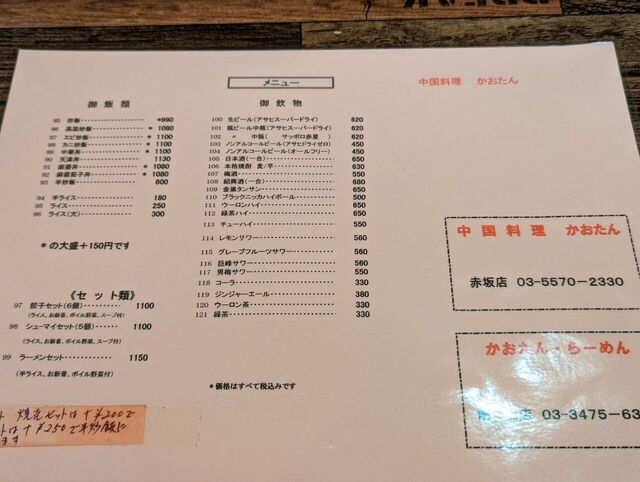 メニュー
中国料理 かおたん
御飯類
85 炒飯 *990
86 高菜炒飯 * 1080
87 エビ炒飯 * 1100
88 カニ炒飯 * 1100
89 中華丼 * 1100
90 天津丼 1130
91 麻婆丼 * 1080
92 麻婆茄子丼 * 1080
93 半炒飯 600
94 半ライス 180
95 ライス 250
96 ライス(大) 300
*の大盛+150円です
《セット類》
97 餃子セット(6個) 1100
(ライス、お新香、ボイル野菜、スープ付)
98 シューマイセット(5個) 1100
(ライス、お新香、ボイル野菜、スープ付)
99 ラーメンセット 1150
(半ライス、お新香、ボイル野菜付)
焼売セットは+¥200で
トは+¥250で半炒飯に
ます
御飲物
100 生ビール(アサヒスーパードライ) 620
101 瓶ビール中瓶(アサヒスーパードライ) 620
102 〃 中瓶( サッポロ赤星 ) 620
103 ノンアルコールビール(アサヒドライゼロ) 450
104 ノンアルコールビール(オールフリー) 450
105 日本酒(一合) 650
106 本格焼酎 麦/芋 630
107 梅酒 550
108 紹興酒(一合) 680
109 金黒タンサン 650
110 ブラックニッカハイボール 500
111 ウーロンハイ 650
112 緑茶ハイ 650
113 チューハイ 550
114 レモンサワー 560
115 グレープフルーツサワー 560
116 巨峰サワー 560
117 男梅サワー 550
118 コーラ 330
119 ジンジャーエール 380
120 ウーロン茶 330
121 緑茶 330
*価格はすべて税込みです
中国料理 かおたん
赤坂店 03-5570-2330
かおたん・らーめん
店 03-3475-63